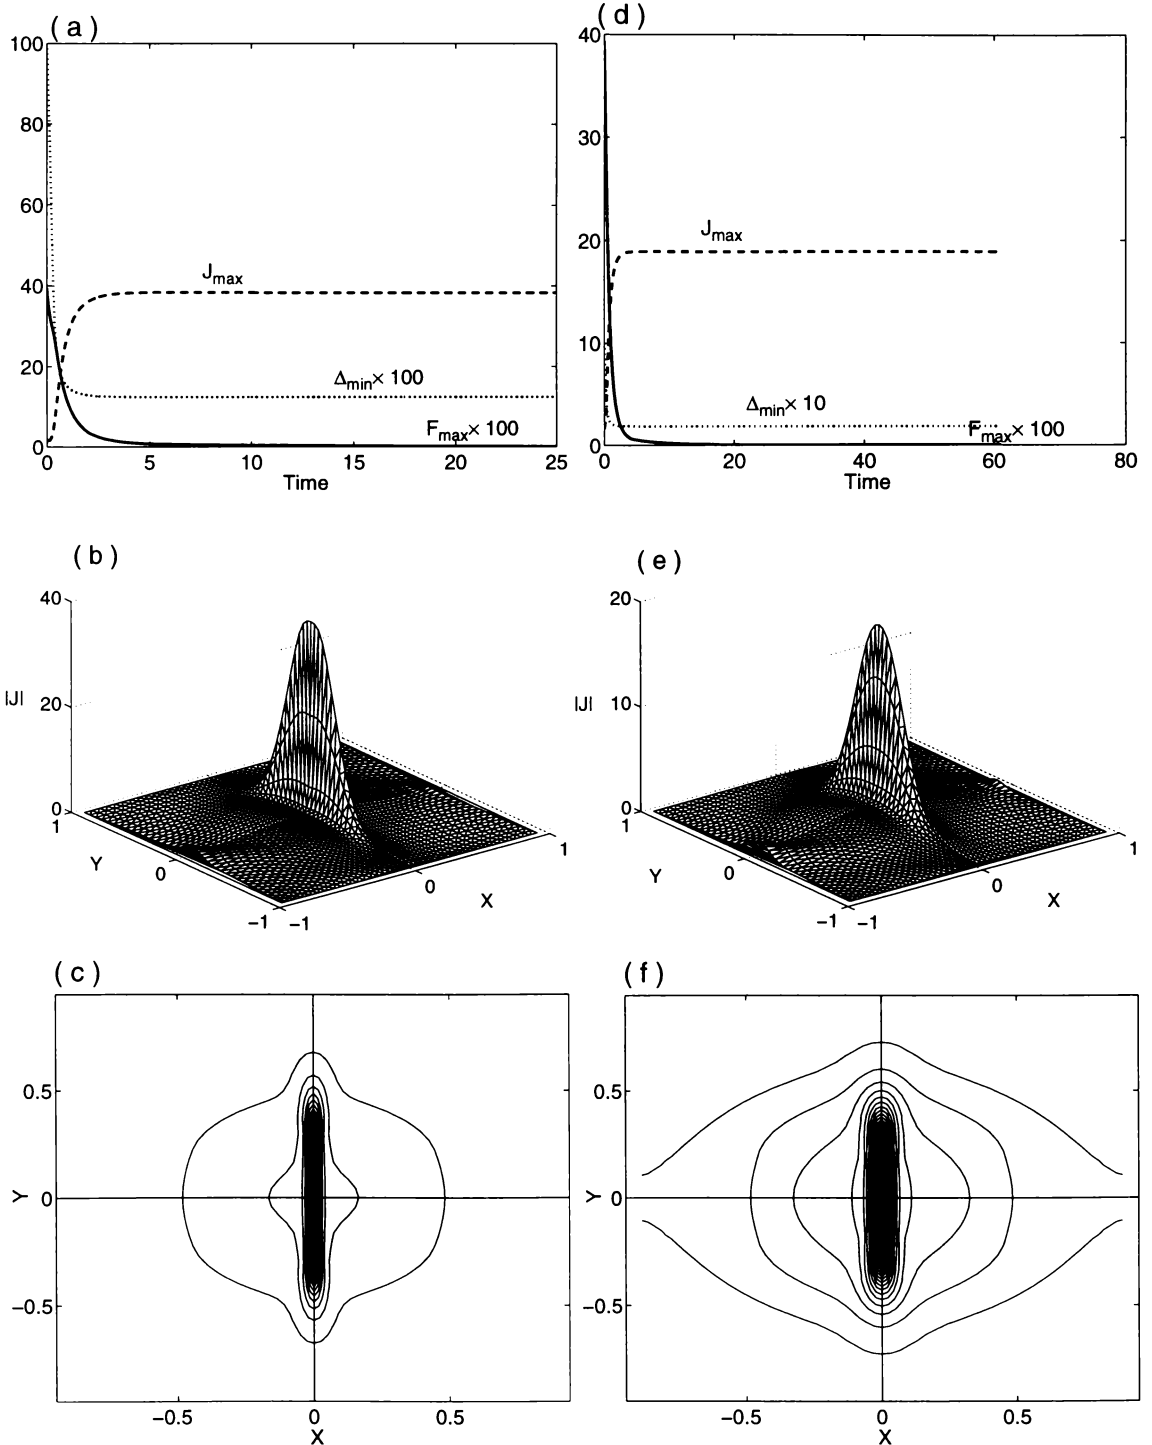 (a)
100
80
60
40
20
0
J_max
Δ_min × 100
F_max × 100
0 5 10 15 20 25
Time
(d)
40
30
20
10
0
J_max
Δ_min × 10
F_max × 100
0 20 40 60 80
Time
(b)
40
|J| 20
0
1
Y 0
-1 -1
0
X
1
(e)
20
|J| 10
0
1
Y 0
-1 -1
0
X
1
(c)
0.5
Y 0
-0.5
-0.5 0 0.5
X
(f)
0.5
Y 0
-0.5
-0.5 0 0.5
X